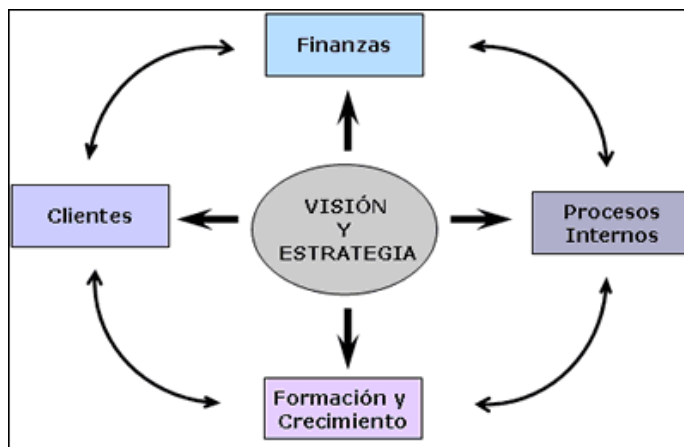 Finanzas
Clientes
VISIÓN
Y
ESTRATEGIA
Procesos
Internos
Formación y
Crecimiento